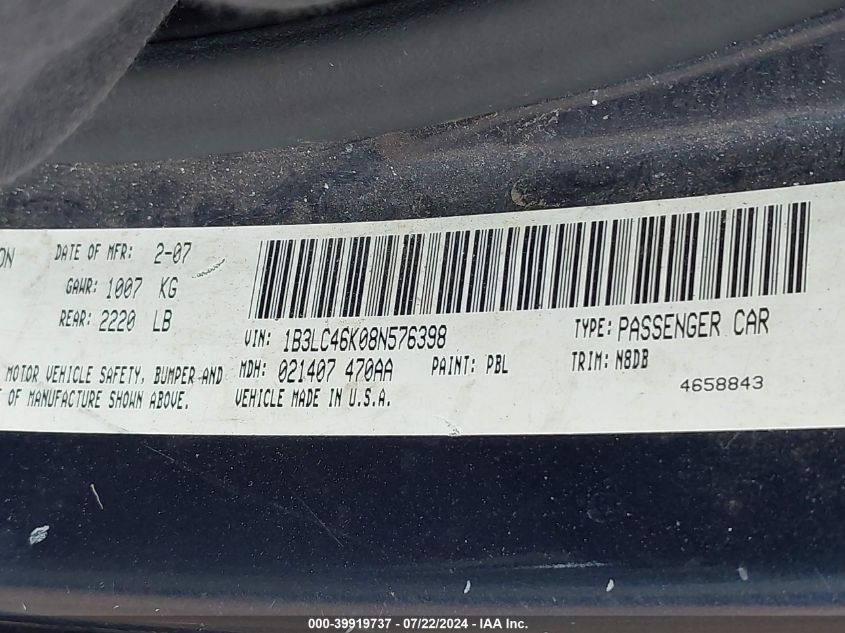 ON DATE OF MFR: 2-07
GAWR: 1007 KG
REAR: 2220 LB
VIN: 1B3LC46K08N576398 TYPE: PASSENGER CAR
MOTOR VEHICLE SAFETY, BUMPER AND MDH: 021407 470AA PAINT: PBL TRIM: N8DB
E OF MANUFACTURE SHOWN ABOVE. VEHICLE MADE IN U.S.A. 4658843
000-39919737 - 07/22/2024 - IAA Inc.